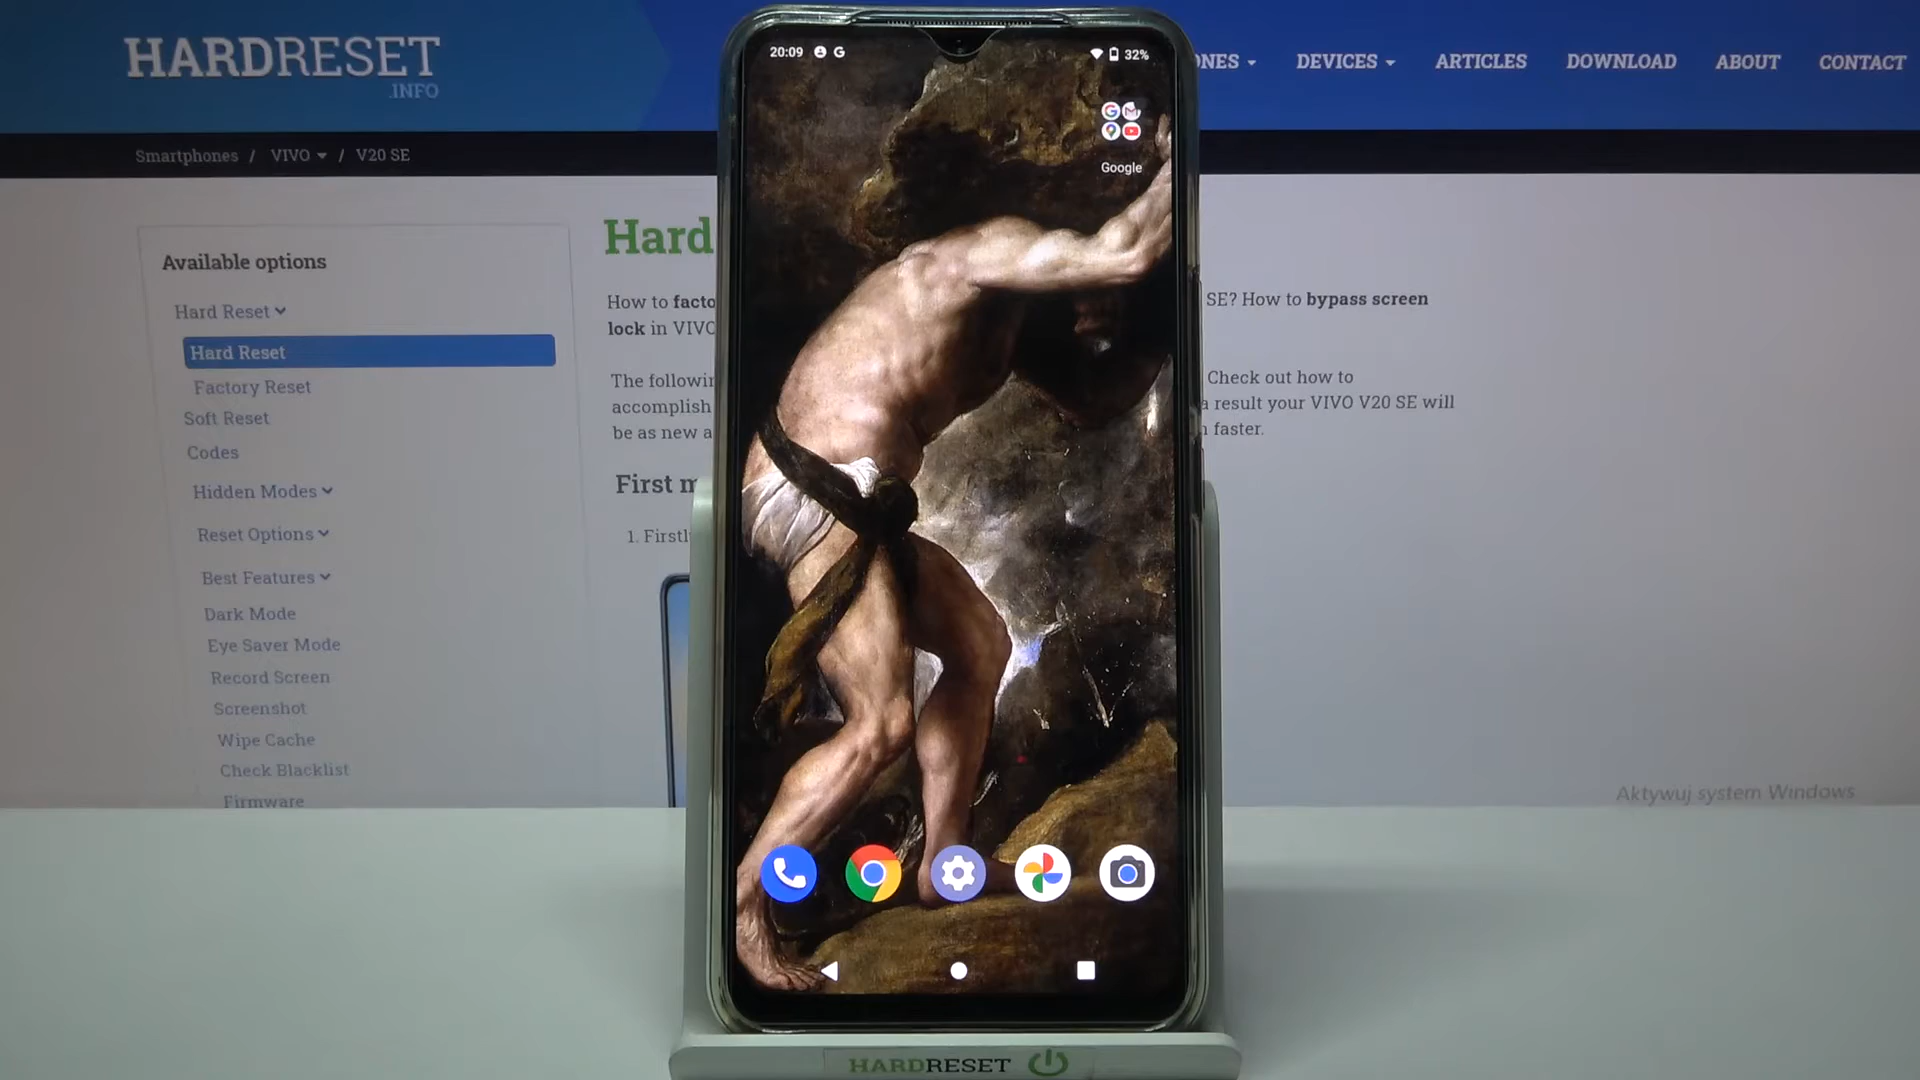 HARDRESET
.INFO
NES DEVICES ARTICLES DOWNLOAD ABOUT CONTACT
Smartphones / VIVO / V20 SE
20:09 G 32%
Google
Available options
Hard Reset
Hard Reset
Factory Reset
Soft Reset
Codes
Hidden Modes
Reset Options
Best Features
Dark Mode
Eye Saver Mode
Record Screen
Screenshot
Wipe Cache
Check Blacklist
Firmware
Hard
How to facto SE? How to bypass screen
lock in VIVO
The followin Check out how to
accomplish a result your VIVO V20 SE will
be as new a faster.
First m
1. Firstl
Aktywuj system Windows
HARDRESET